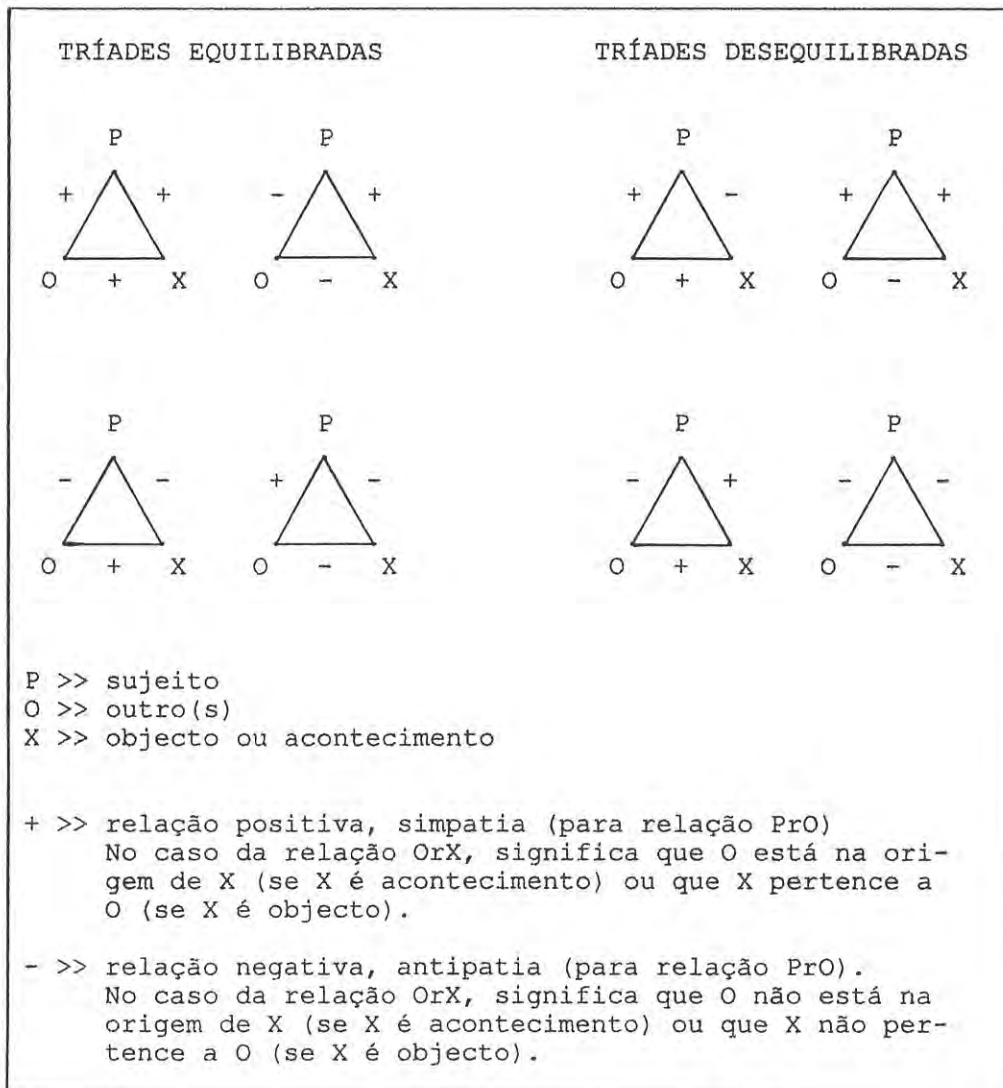 TRÍADES EQUILIBRADAS TRÍADES DESEQUILIBRADAS
P P P P
+ + - + + - + +
O + X O - X O + X O - X
P P P P
- - + - - + - -
O + X O - X O + X O - X
P >> sujeito
O >> outro(s)
X >> objecto ou acontecimento
+ >> relação positiva, simpatia (para relação PrO)
No caso da relação OrX, significa que O está na ori-
gem de X (se X é acontecimento) ou que X pertence a
O (se X é objecto).
- >> relação negativa, antipatia (para relação PrO).
No caso da relação OrX, significa que O não está na
origem de X (se X é acontecimento) ou que X não per-
tence a O (se X é objecto).